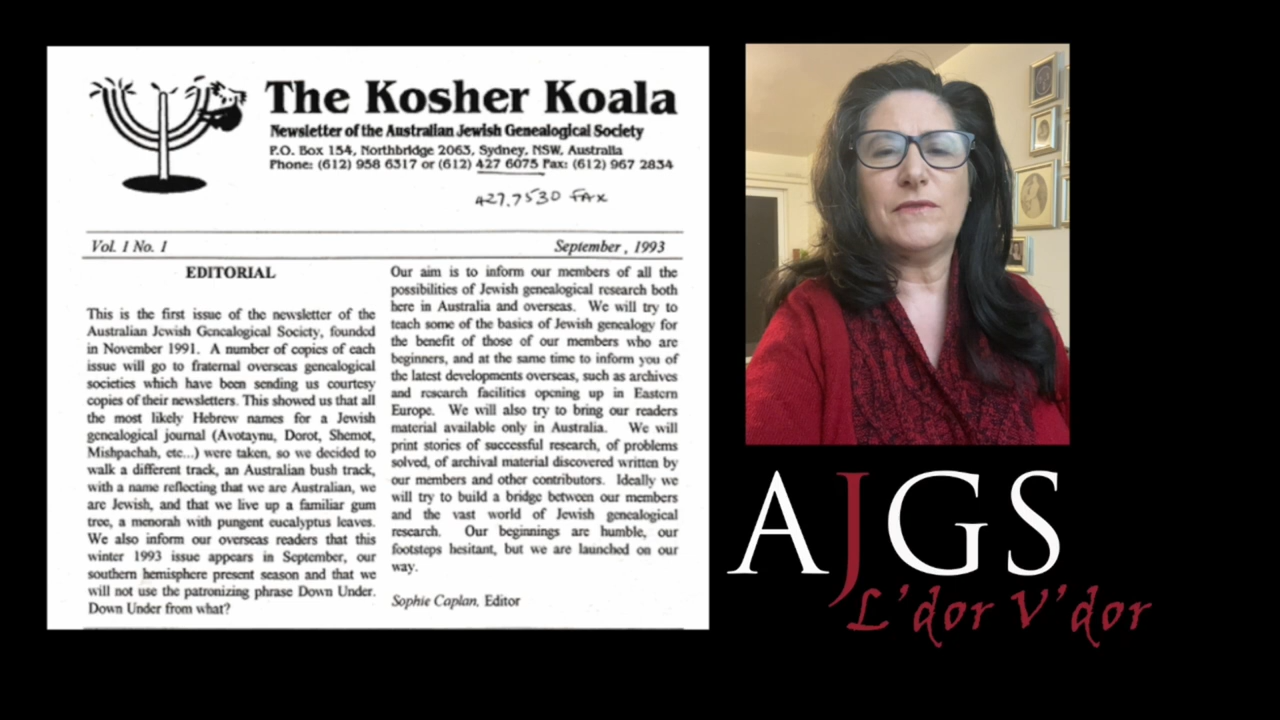 The Kosher Koala
Newsletter of the Australian Jewish Genealogical Society
P.O. Box 154, Northbridge 2063, Sydney, NSW, Australia
Phone: (612) 958 6317 or (612) 427 6075 Fax: (612) 967 2834
427.7530 FAX
Vol. 1 No. 1
September, 1993
EDITORIAL
This is the first issue of the newsletter of the
Australian Jewish Genealogical Society, founded
in November 1991. A number of copies of each
issue will go to fraternal overseas genealogical
societies which have been sending us courtesy
copies of their newsletters. This showed us that all
the most likely Hebrew names for a Jewish
genealogical journal (Avotaynu, Dorot, Shemot,
Mishpachah, etc...) were taken, so we decided to
walk a different track, an Australian bush track,
with a name reflecting that we are Australian, we
are Jewish, and that we live up a familiar gum
tree, a menorah with pungent eucalyptus leaves.
We also inform our overseas readers that this
winter 1993 issue appears in September, our
southern hemisphere present season and that we
will not use the patronizing phrase Down Under.
Down Under from what?
Our aim is to inform our members of all the
possibilities of Jewish genealogical research both
here in Australia and overseas. We will try to
teach some of the basics of Jewish genealogy for
the benefit of those of our members who are
beginners, and at the same time to inform you of
the latest developments overseas, such as archives
and research facilities opening up in Eastern
Europe. We will also try to bring our readers
material available only in Australia. We will
print stories of successful research, of problems
solved, of archival material discovered written by
our members and other contributors. Ideally we
will try to build a bridge between our members
and the vast world of Jewish genealogical
research. Our beginnings are humble, our
footsteps hesitant, but we are launched on our
way.
Sophie Caplan, Editor
AJGS
L'dor V'dor